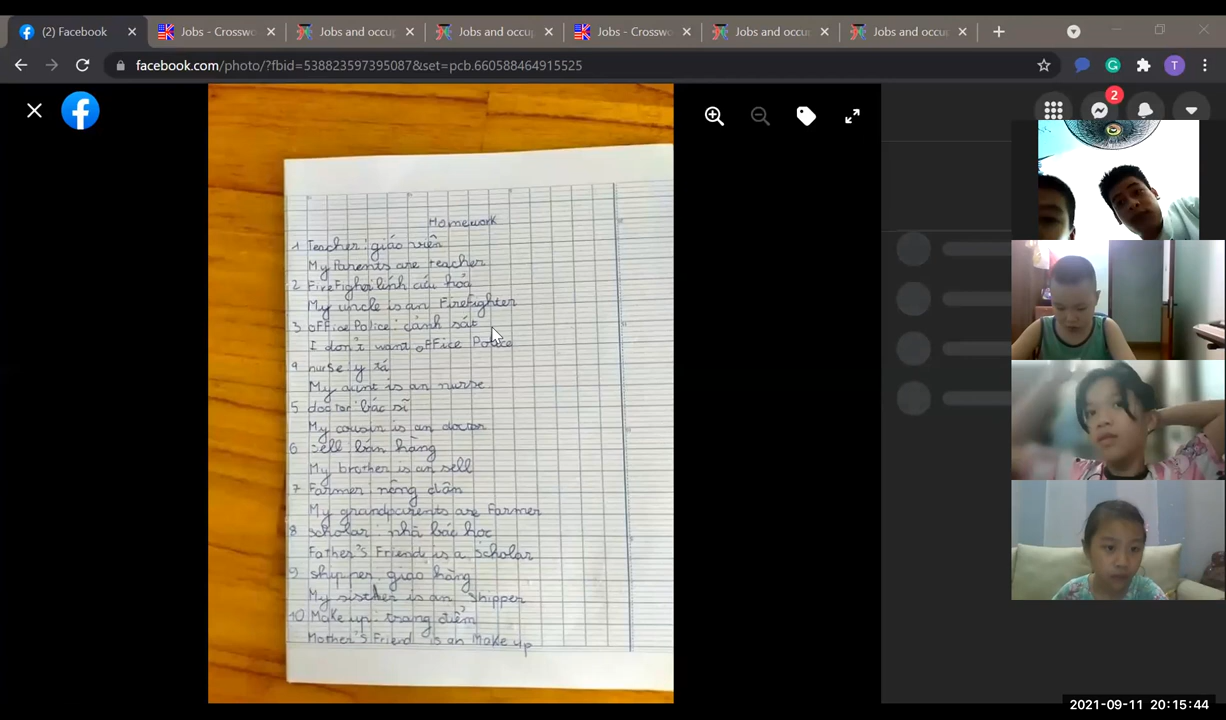 (2) Facebook
Jobs - Crossw
Jobs and occup
Jobs and occup
Jobs - Crossw
Jobs and occu
Jobs and occu
facebook.com/photo/?fbid=538823597395087&set=pcb.660588464915525
T
2
Homework
1 Teacher: giáo viên
My Parents are teacher
2 FireFighter lính cứu hỏa
My uncle is an FireFighter
3 OFFice Police: cảnh sát
I don't want oFFice Police
4 nurse y tá
My aunt is an nurse
5 doctor bác sĩ
My cousin is an doctor
6 sell bán hàng
My brother is an sell
7 Farmer: nông dân
My grandparents are Farmer
8 scholar: nhà bác học
Father's Friend is a scholar
9 shipper giao hàng
My is an Shipper
10 Make up: trang điểm
Mother's Friend is an Make up
2021-09-11 20:15:44